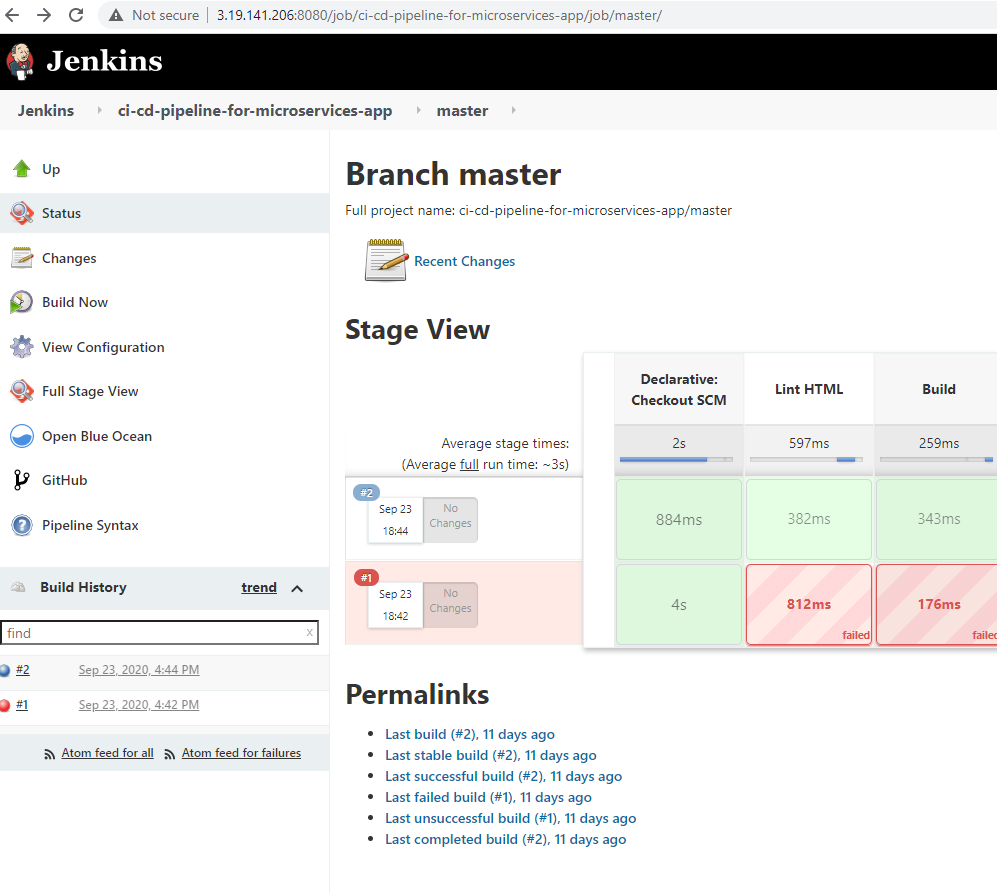 Not secure | 3.19.141.206:8080/job/ci-cd-pipeline-for-microservices-app/job/master/
Jenkins
Jenkins ci-cd-pipeline-for-microservices-app master
Up
Status
Changes
Build Now
View Configuration
Full Stage View
Open Blue Ocean
GitHub
Pipeline Syntax
Build History trend
find x
#2 Sep 23, 2020, 4:44 PM
#1 Sep 23, 2020, 4:42 PM
Atom feed for all Atom feed for failures
Branch master
Full project name: ci-cd-pipeline-for-microservices-app/master
Recent Changes
Stage View
Declarative:
Checkout SCM
Lint HTML
Build
Average stage times:
(Average full run time: ~3s)
2s 597ms 259ms
#2
Sep 23
18:44
No
Changes
884ms 382ms 343ms
#1
Sep 23
18:42
No
Changes
4s
812ms
failed
176ms
failed
Permalinks
Last build (#2), 11 days ago
Last stable build (#2), 11 days ago
Last successful build (#2), 11 days ago
Last failed build (#1), 11 days ago
Last unsuccessful build (#1), 11 days ago
Last completed build (#2), 11 days ago